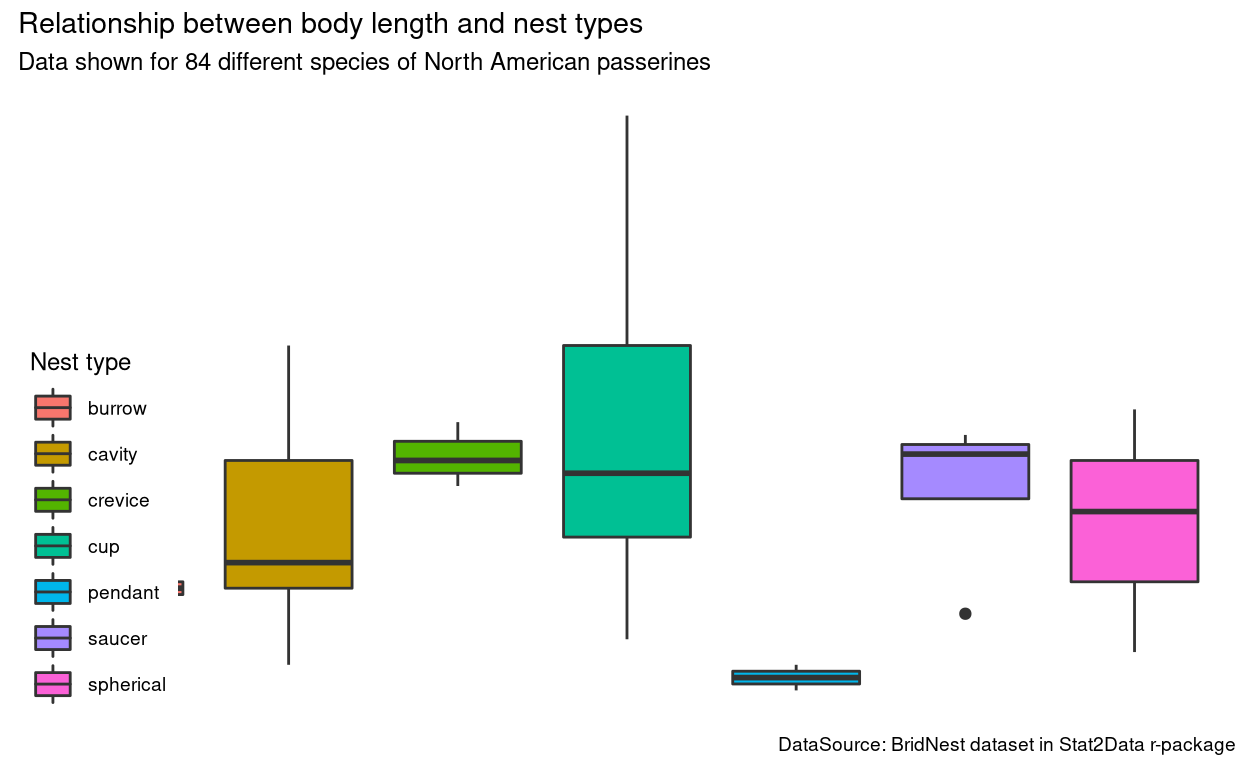 Relationship between body length and nest types
Data shown for 84 different species of North American passerines
Nest type
burrow
cavity
crevice
cup
pendant
saucer
spherical
DataSource: BridNest dataset in Stat2Data r-package